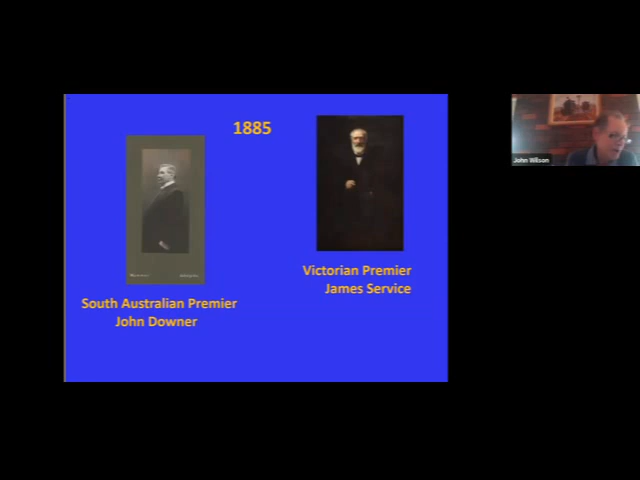 1885
South Australian Premier
John Downer
Victorian Premier
James Service
John Wilson